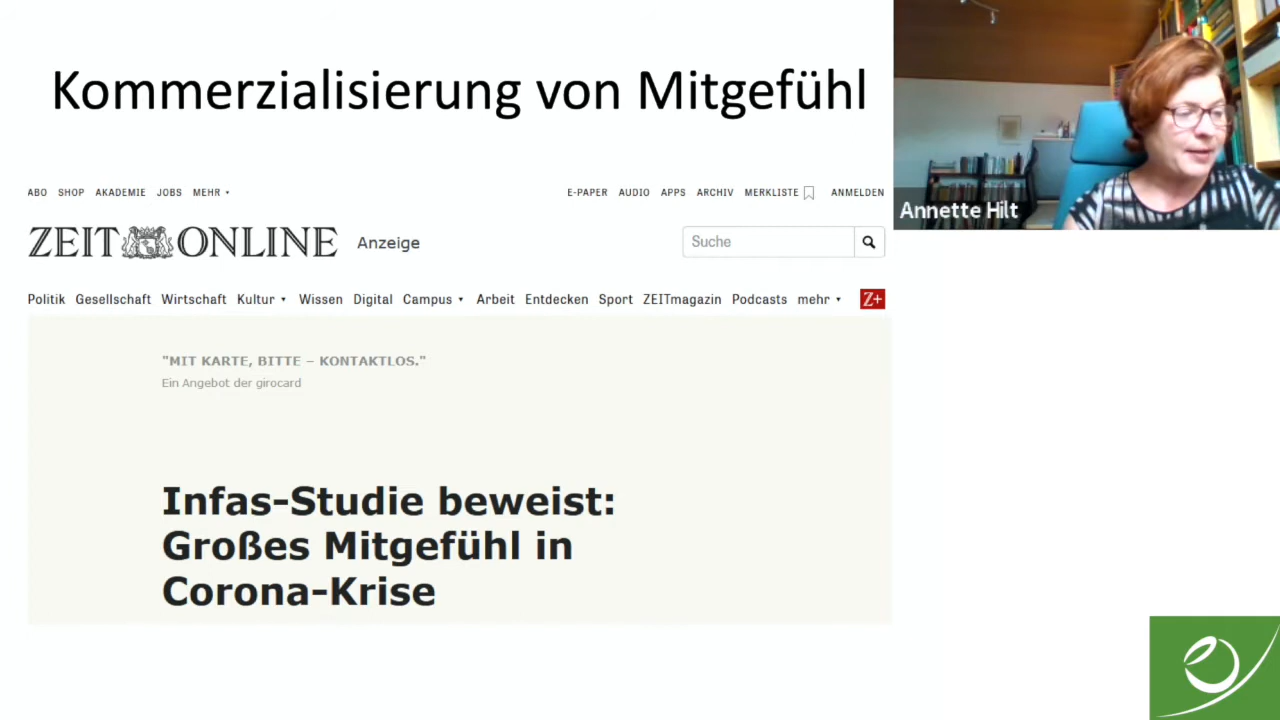 Kommerzialisierung von Mitgefühl
Annette Hilt
ABO SHOP AKADEMIE JOBS MEHR
E-PAPER AUDIO APPS ARCHIV MERKLISTE ANMELDEN
ZEIT ONLINE Anzeige
Suche
Politik Gesellschaft Wirtschaft Kultur Wissen Digital Campus Arbeit Entdecken Sport ZEITmagazin Podcasts mehr Z+
"MIT KARTE, BITTE – KONTAKTLOS."
Ein Angebot der girocard
Infas-Studie beweist:
Großes Mitgefühl in
Corona-Krise